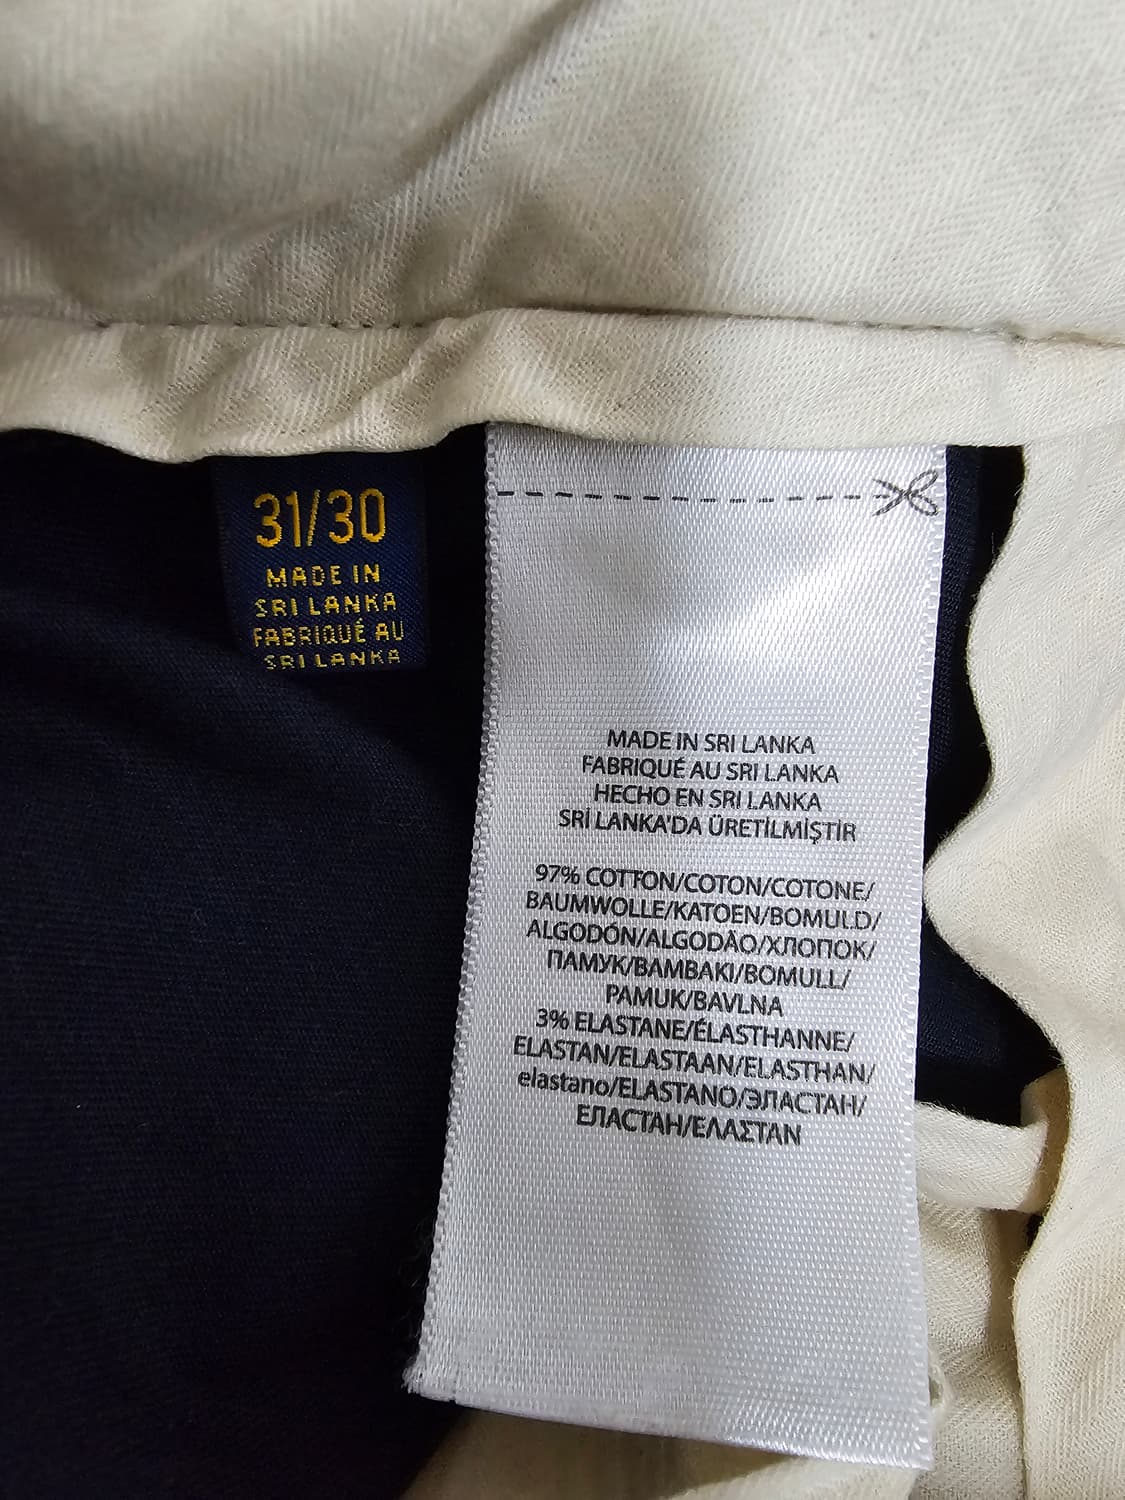 31/30
MADE IN
SRI LANKA
FABRIQUÉ AU
SRI LANKA
MADE IN SRI LANKA
FABRIQUÉ AU SRI LANKA
HECHO EN SRI LANKA
SRİ LANKA'DA ÜRETİLMİŞTİR
97% COTTON/COTON/COTONE/
BAUMWOLLE/KATOEN/BOMULD/
ALGODÓN/ALGODÃO/ХЛОПОК/
ПАМУК/ΒΑΜΒΑΚΙ/BOMULL/
PAMUK/BAVLNA
3% ELASTANE/ÉLASTHANNE/
ELASTAN/ELASTAAN/ELASTHAN/
elastano/ELASTANO/ЭЛАСТАН/
ЕЛАСТАН/ΕΛΑΣΤΑΝ